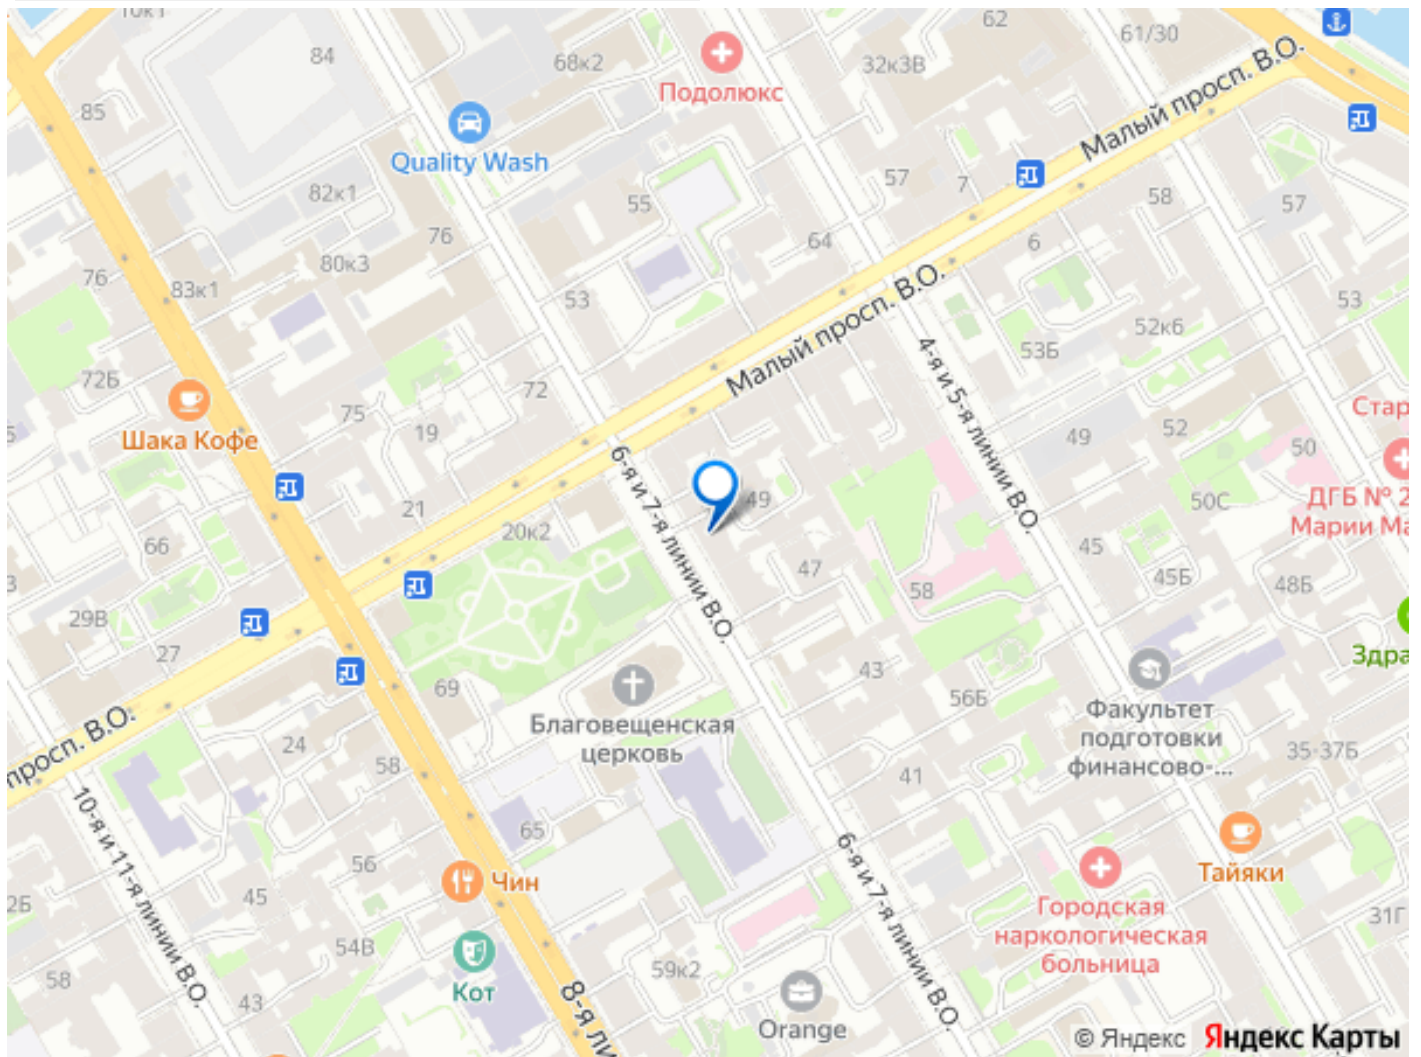 10к1
84
85
68к2
62
61/30
32к3В
Подолюкс
Малый просп. В.О.
Quality Wash
82к1
55
57
7
58
57
76
64
6
80к3
76
83к1
53
53
52к6
Малый просп. В.О.
53Б
72Б
72
4-я и 5-я линии В.О.
75
19
Шака Кофе
Стар
52
49
50
6-я и 7-я линии В.О.
49
50С
ДГБ № 2
Марии Ма
21
20к2
66
45
47
45Б
48Б
58
29В
27
Здра
43
69
56Б
Благовещенская
церковь
Факультет
подготовки
финансово-...
просп. В.О.
24
58
35-37Б
41
10-я и 11-я линии В.О.
65
6-я и 7-я линии В.О.
56
Чин
Тайяки
45
2Б
Городская
наркологическая
больница
31Г
54В
59к2
58
Кот
43
8-я ли
Orange
© Яндекс Яндекс Карты